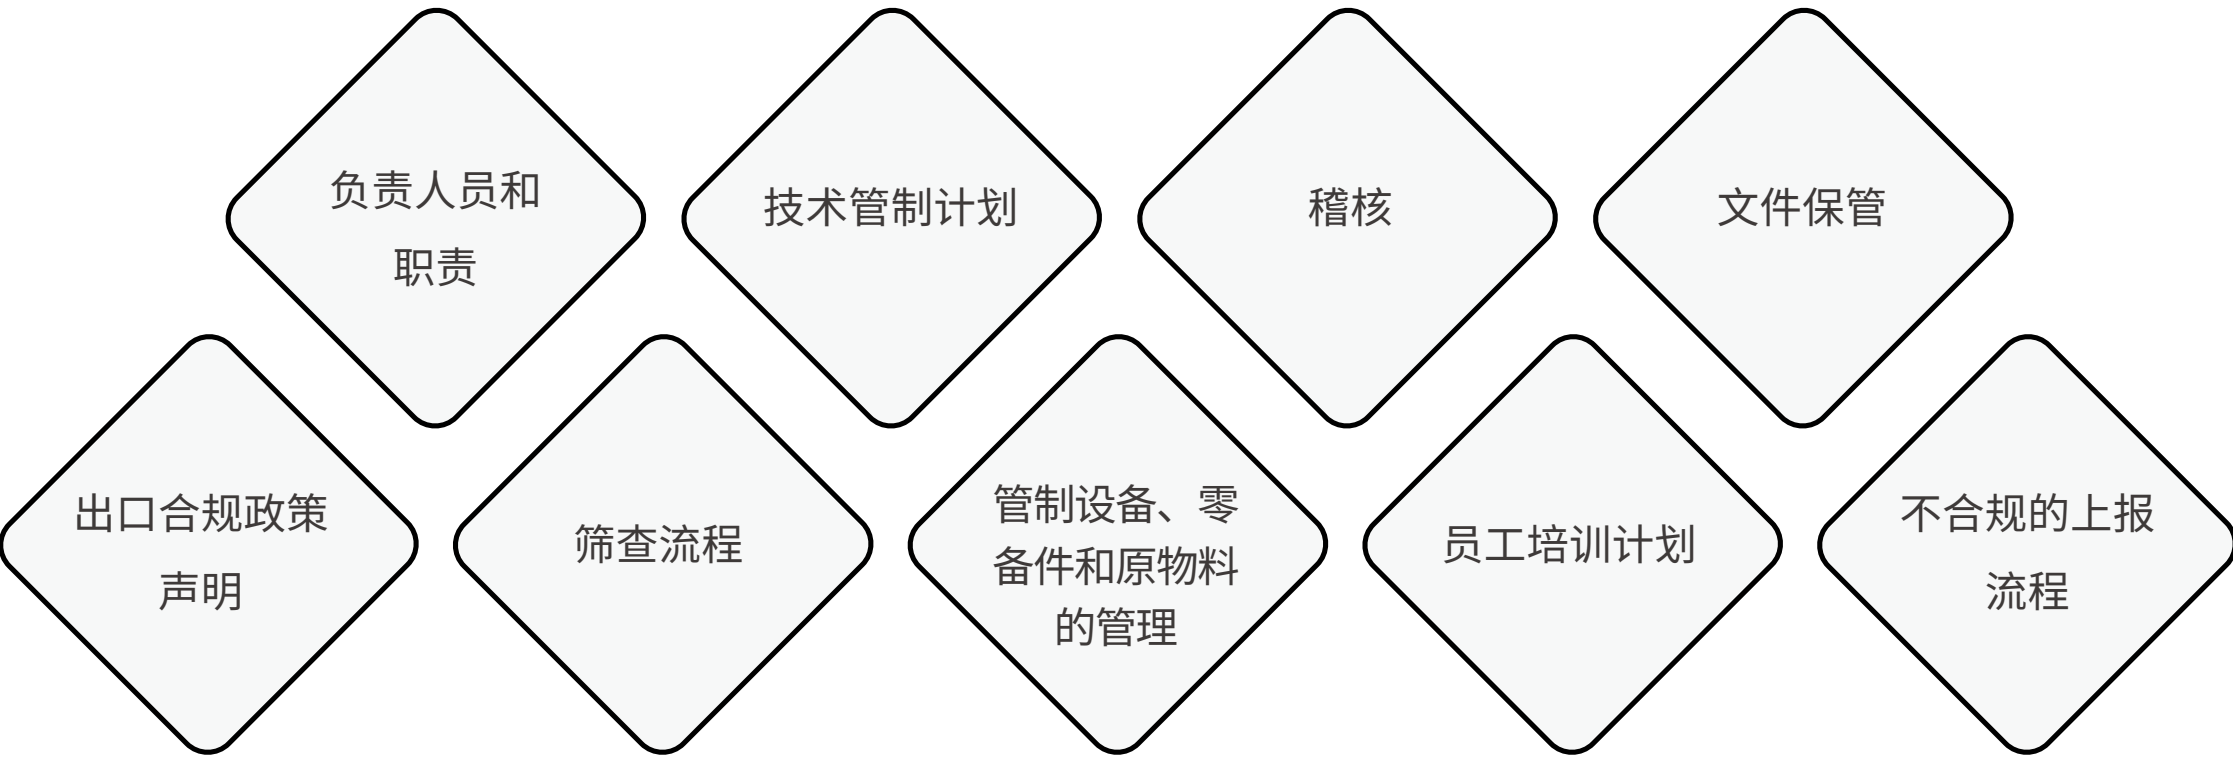 负责人员和
职责
技术管制计划
稽核
文件保管
出口合规政策
声明
筛查流程
管制设备、零
备件和原物料
的管理
员工培训计划
不合规的上报
流程